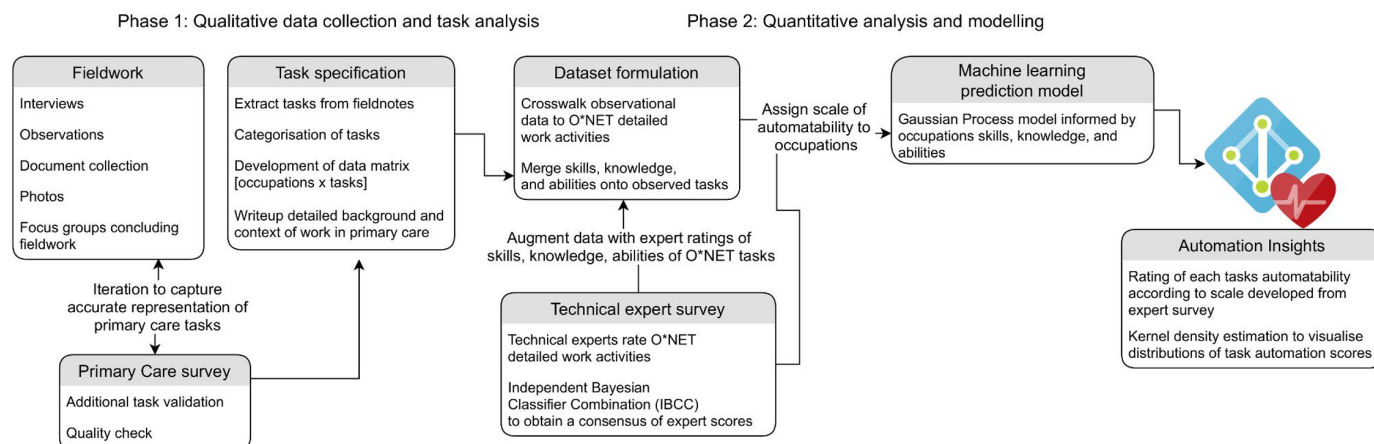 Phase 1: Qualitative data collection and task analysis
Phase 2: Quantitative analysis and modelling
Fieldwork
Interviews
Observations
Document collection
Photos
Focus groups concluding
fieldwork
Iteration to capture
accurate representation of
primary care tasks
Primary Care survey
Additional task validation
Quality check
Task specification
Extract tasks from fieldnotes
Categorisation of tasks
Development of data matrix
[occupations x tasks]
Writeup detailed background and
context of work in primary care
Dataset formulation
Crosswalk observational
data to O*NET detailed
work activities
Merge skills, knowledge,
and abilities onto observed tasks
Augment data with expert ratings of
skills, knowledge, abilities of O*NET tasks
Technical expert survey
Technical experts rate O*NET
detailed work activities
Independent Bayesian
Classifier Combination (IBCC)
to obtain a consensus of expert scores
Assign scale of
automatability to
occupations
Machine learning
prediction model
Gaussian Process model informed by
occupations skills, knowledge, and
abilities
Automation Insights
Rating of each tasks automatability
according to scale developed from
expert survey
Kernel density estimation to visualise
distributions of task automation scores